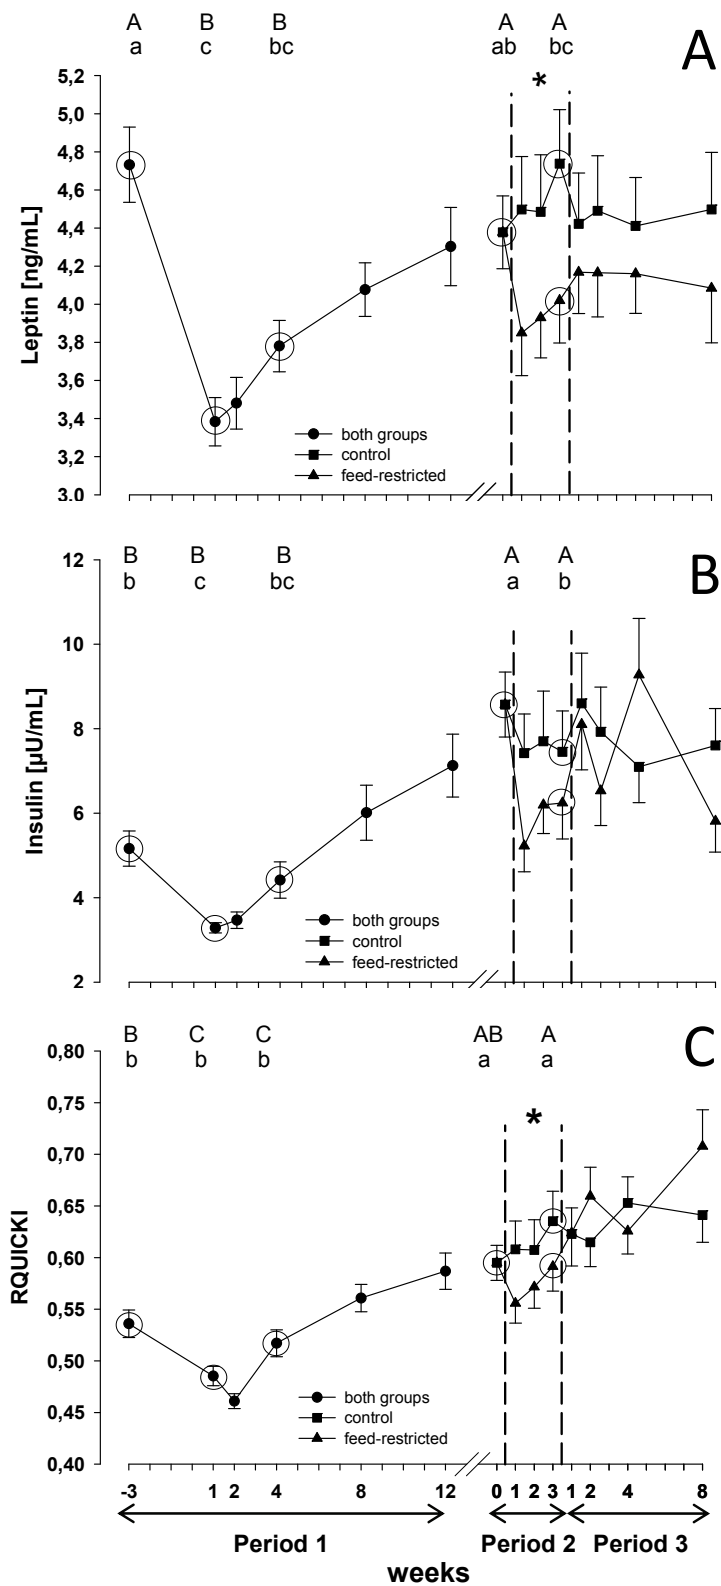 A B B A A
a c bc ab bc
A
*
5,2
5,0
4,8
4,6
4,4
4,2
4,0
3,8
3,6
3,4
3,2
3,0
Leptin [ng/mL]
both groups
control
feed-restricted
B B B A A
b c bc a b
B
12
10
8
6
4
2
Insulin [µU/mL]
both groups
control
feed-restricted
B C C AB A
b b b a a
C
*
0,80
0,75
0,70
0,65
0,60
0,55
0,50
0,45
0,40
RQUICKI
both groups
control
feed-restricted
-3 1 2 4 8 12 0 1 2 3 1 2 4 8
Period 1 Period 2 Period 3
weeks